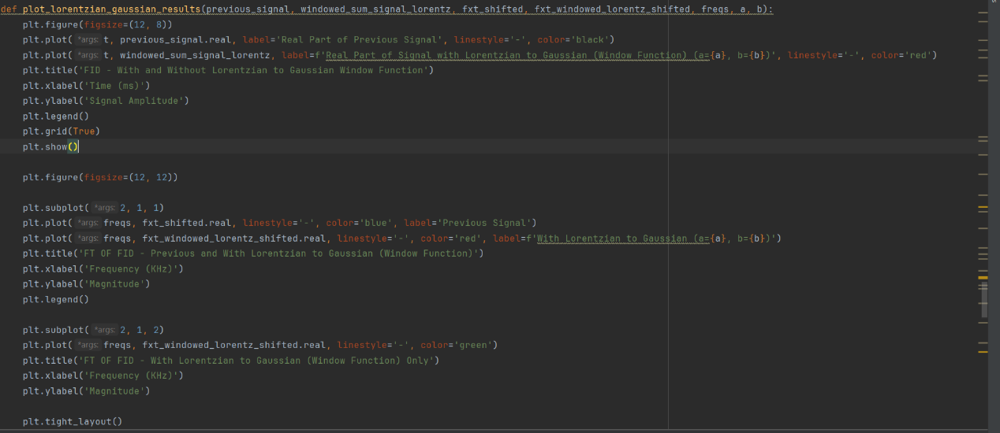 def plot_lorentzian_gaussian_results(previous_signal, windowed_sum_signal_lorentz, fxt_shifted, fxt_windowed_lorentz_shifted, freqs, a, b):
plt.figure(figsize=(12, 8))
plt.plot( *args: t, previous_signal.real, label='Real Part of Previous Signal', linestyle='-', color='black')
plt.plot( *args: t, windowed_sum_signal_lorentz, label=f'Real Part of Signal with Lorentzian to Gaussian (Window Function) (a={a}, b={b})', linestyle='-', color='red')
plt.title('FID - With and Without Lorentzian to Gaussian Window Function')
plt.xlabel('Time (ms)')
plt.ylabel('Signal Amplitude')
plt.legend()
plt.grid(True)
plt.show()
plt.figure(figsize=(12, 12))
plt.subplot( *args: 2, 1, 1)
plt.plot( *args: freqs, fxt_shifted.real, linestyle='-', color='blue', label='Previous Signal')
plt.plot( *args: freqs, fxt_windowed_lorentz_shifted.real, linestyle='-', color='red', label=f'With Lorentzian to Gaussian (a={a}, b={b})')
plt.title('FT OF FID - Previous and With Lorentzian to Gaussian (Window Function)')
plt.xlabel('Frequency (KHz)')
plt.ylabel('Magnitude')
plt.legend()
plt.subplot( *args: 2, 1, 2)
plt.plot( *args: freqs, fxt_windowed_lorentz_shifted.real, linestyle='-', color='green')
plt.title('FT OF FID - With Lorentzian to Gaussian (Window Function) Only')
plt.xlabel('Frequency (KHz)')
plt.ylabel('Magnitude')
plt.tight_layout()